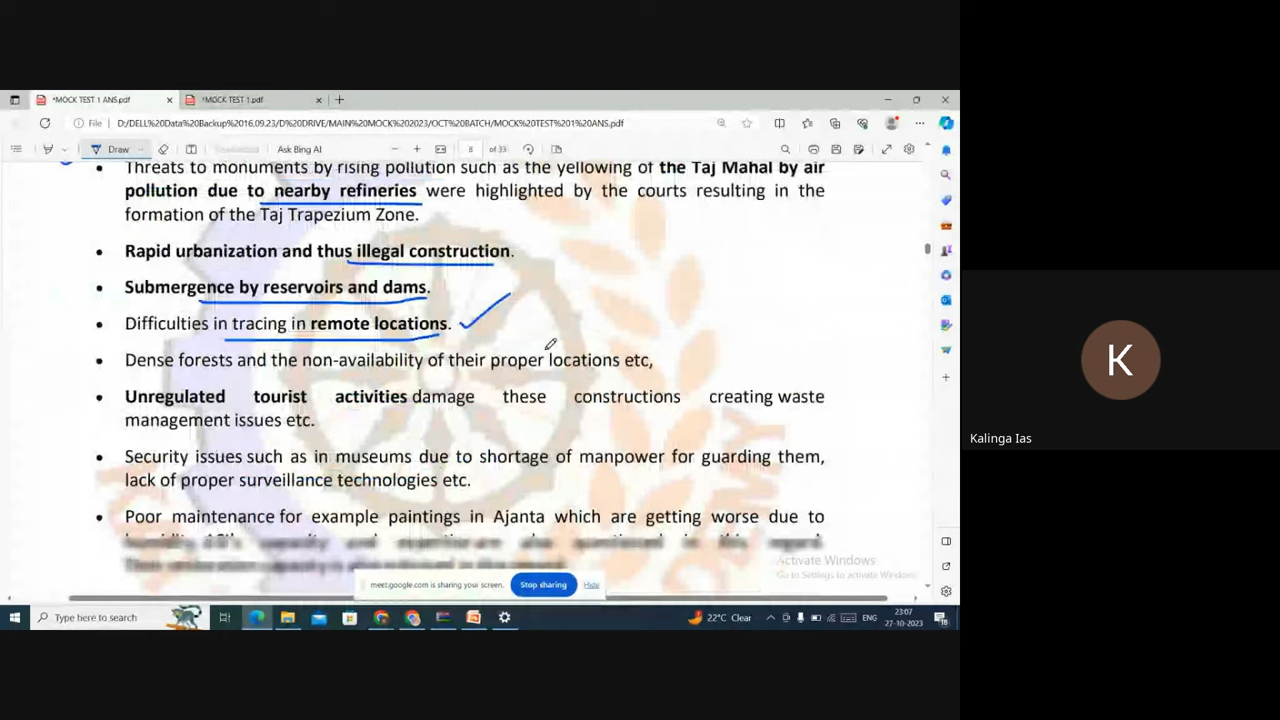 *MOCK TEST 1 ANS.pdf
*MOCK TEST 1.pdf
File
D:/DELL%20Data%20Backup%2016.09.23/D%20DRIVE/MAIN%20MOCK%202023/OCT%20BATCH/MOCK%20TEST%201%20ANS.pdf
Draw
Ask Bing AI
8 of 33
Threats to monuments by rising pollution such as the yellowing of the Taj Mahal by air
pollution due to nearby refineries were highlighted by the courts resulting in the
formation of the Taj Trapezium Zone.
• Rapid urbanization and thus illegal construction.
• Submergence by reservoirs and dams.
• Difficulties in tracing in remote locations.
• Dense forests and the non-availability of their proper locations etc,
• Unregulated tourist activities damage these constructions creating waste
management issues etc.
• Security issues such as in museums due to shortage of manpower for guarding them,
lack of proper surveillance technologies etc.
• Poor maintenance for example paintings in Ajanta which are getting worse due to
Activate Windows
Go to Settings to activate Windows.
meet.google.com is sharing your screen.
Stop sharing
Hide
Type here to search
22°C Clear
ENG
23:07
27-10-2023
K
Kalinga Ias